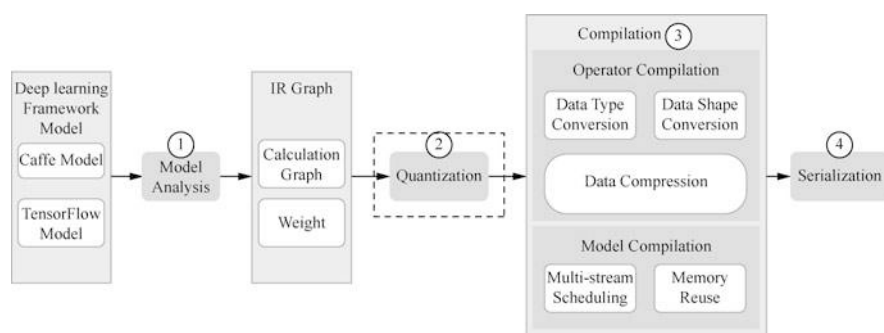 Deep learning
Framework
Model
Caffe Model
TensorFlow
Model
1
Model
Analysis
IR Graph
Calculation
Graph
Weight
2
Quantization
Compilation 3
Operator Compilation
Data Type
Conversion
Data Shape
Conversion
Data Compression
Model Compilation
Multi-stream
Scheduling
Memory
Reuse
4
Serialization